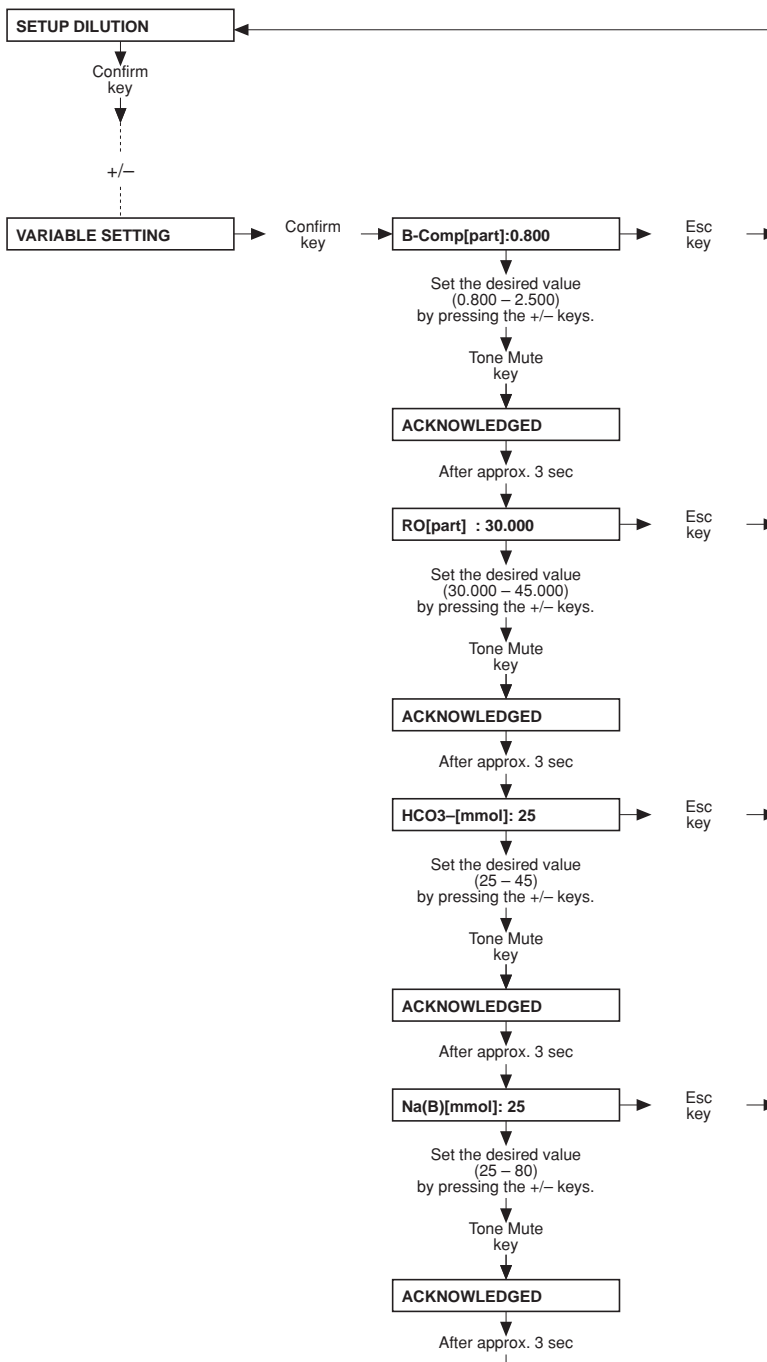 SETUP DILUTION
Confirm
key
+/–
VARIABLE SETTING
Confirm
key
B-Comp[part]:0.800
Esc
key
Set the desired value
(0.800 – 2.500)
by pressing the +/– keys.
Tone Mute
key
ACKNOWLEDGED
After approx. 3 sec
RO[part] : 30.000
Esc
key
Set the desired value
(30.000 – 45.000)
by pressing the +/– keys.
Tone Mute
key
ACKNOWLEDGED
After approx. 3 sec
HCO3–[mmol]: 25
Esc
key
Set the desired value
(25 – 45)
by pressing the +/– keys.
Tone Mute
key
ACKNOWLEDGED
After approx. 3 sec
Na(B)[mmol]: 25
Esc
key
Set the desired value
(25 – 80)
by pressing the +/– keys.
Tone Mute
key
ACKNOWLEDGED
After approx. 3 sec